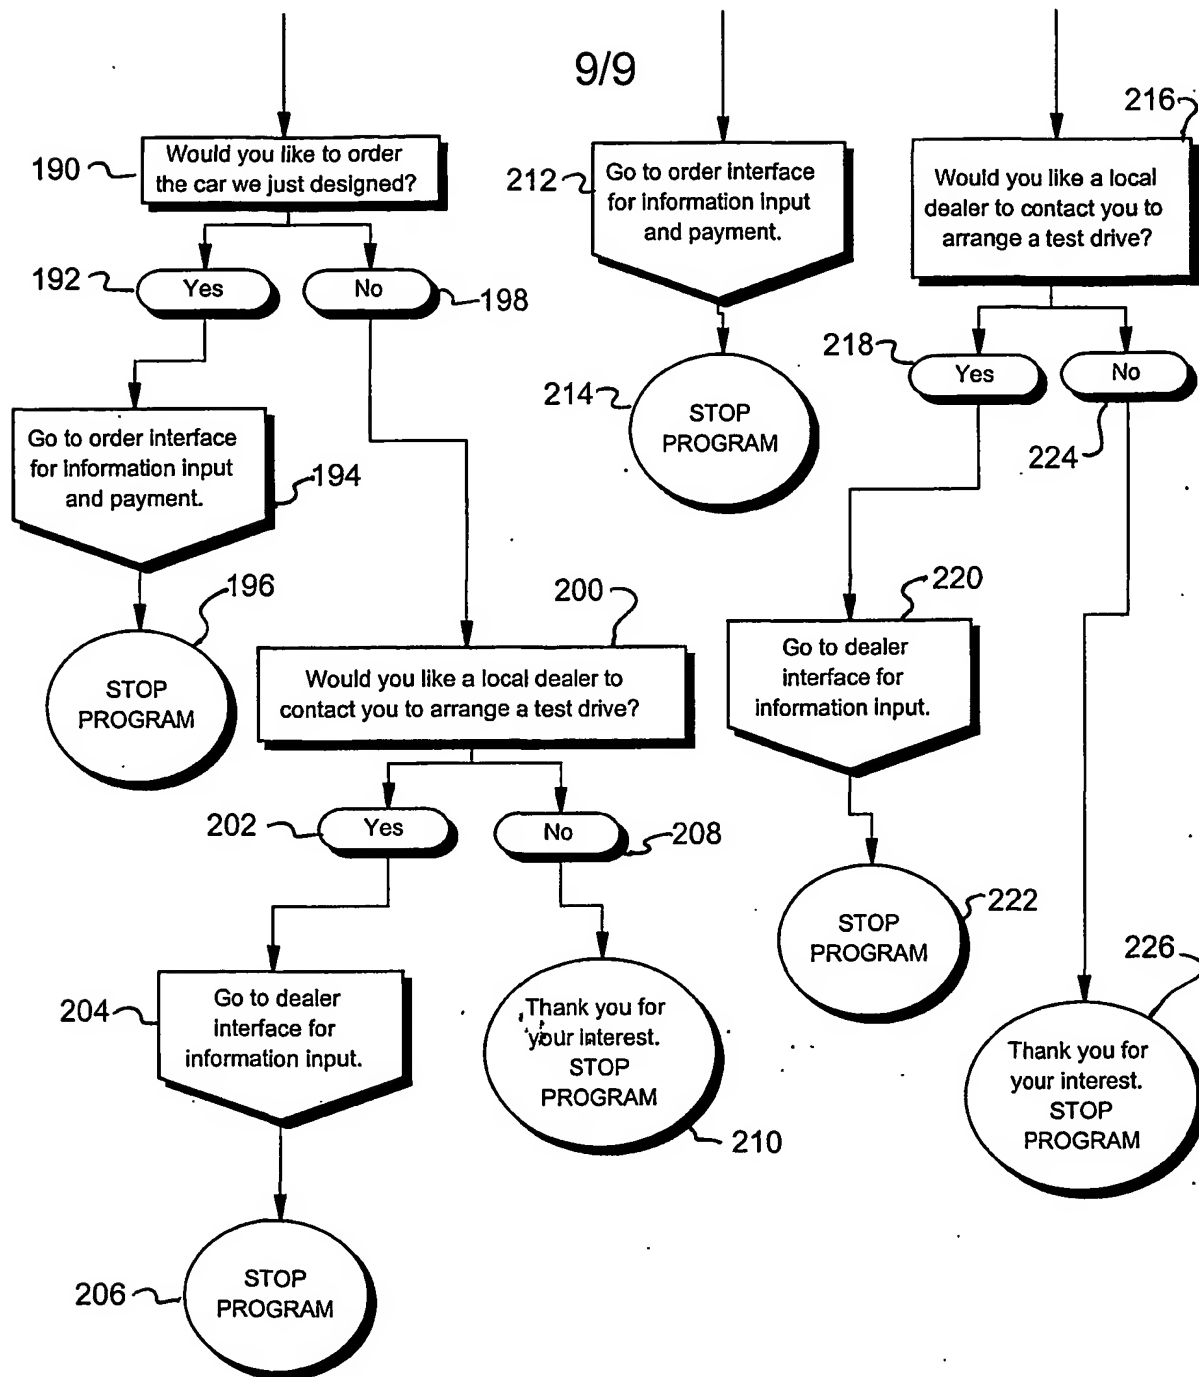 9/9
190
Would you like to order
the car we just designed?
192
Yes
No
198
Go to order interface
for information input
and payment.
194
196
STOP
PROGRAM
200
Would you like a local dealer to
contact you to arrange a test drive?
202
Yes
No
208
204
Go to dealer
interface for
information input.
206
STOP
PROGRAM
Thank you for
your interest.
STOP
PROGRAM
210
212
Go to order interface
for information input
and payment.
214
STOP
PROGRAM
216
Would you like a local
dealer to contact you to
arrange a test drive?
218
Yes
No
224
220
Go to dealer
interface for
information input.
STOP
PROGRAM
222
226
Thank you for
your interest.
STOP
PROGRAM